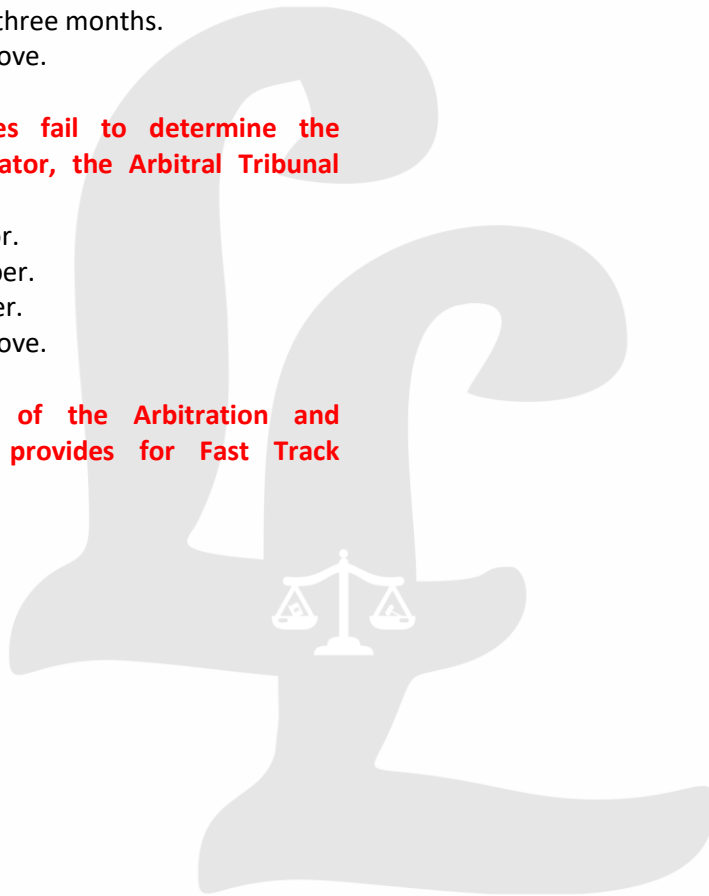 three months.
ove.
es fail to determine the
ator, the Arbitral Tribunal
r.
er.
er.
ove.
of the Arbitration and
provides for Fast Track